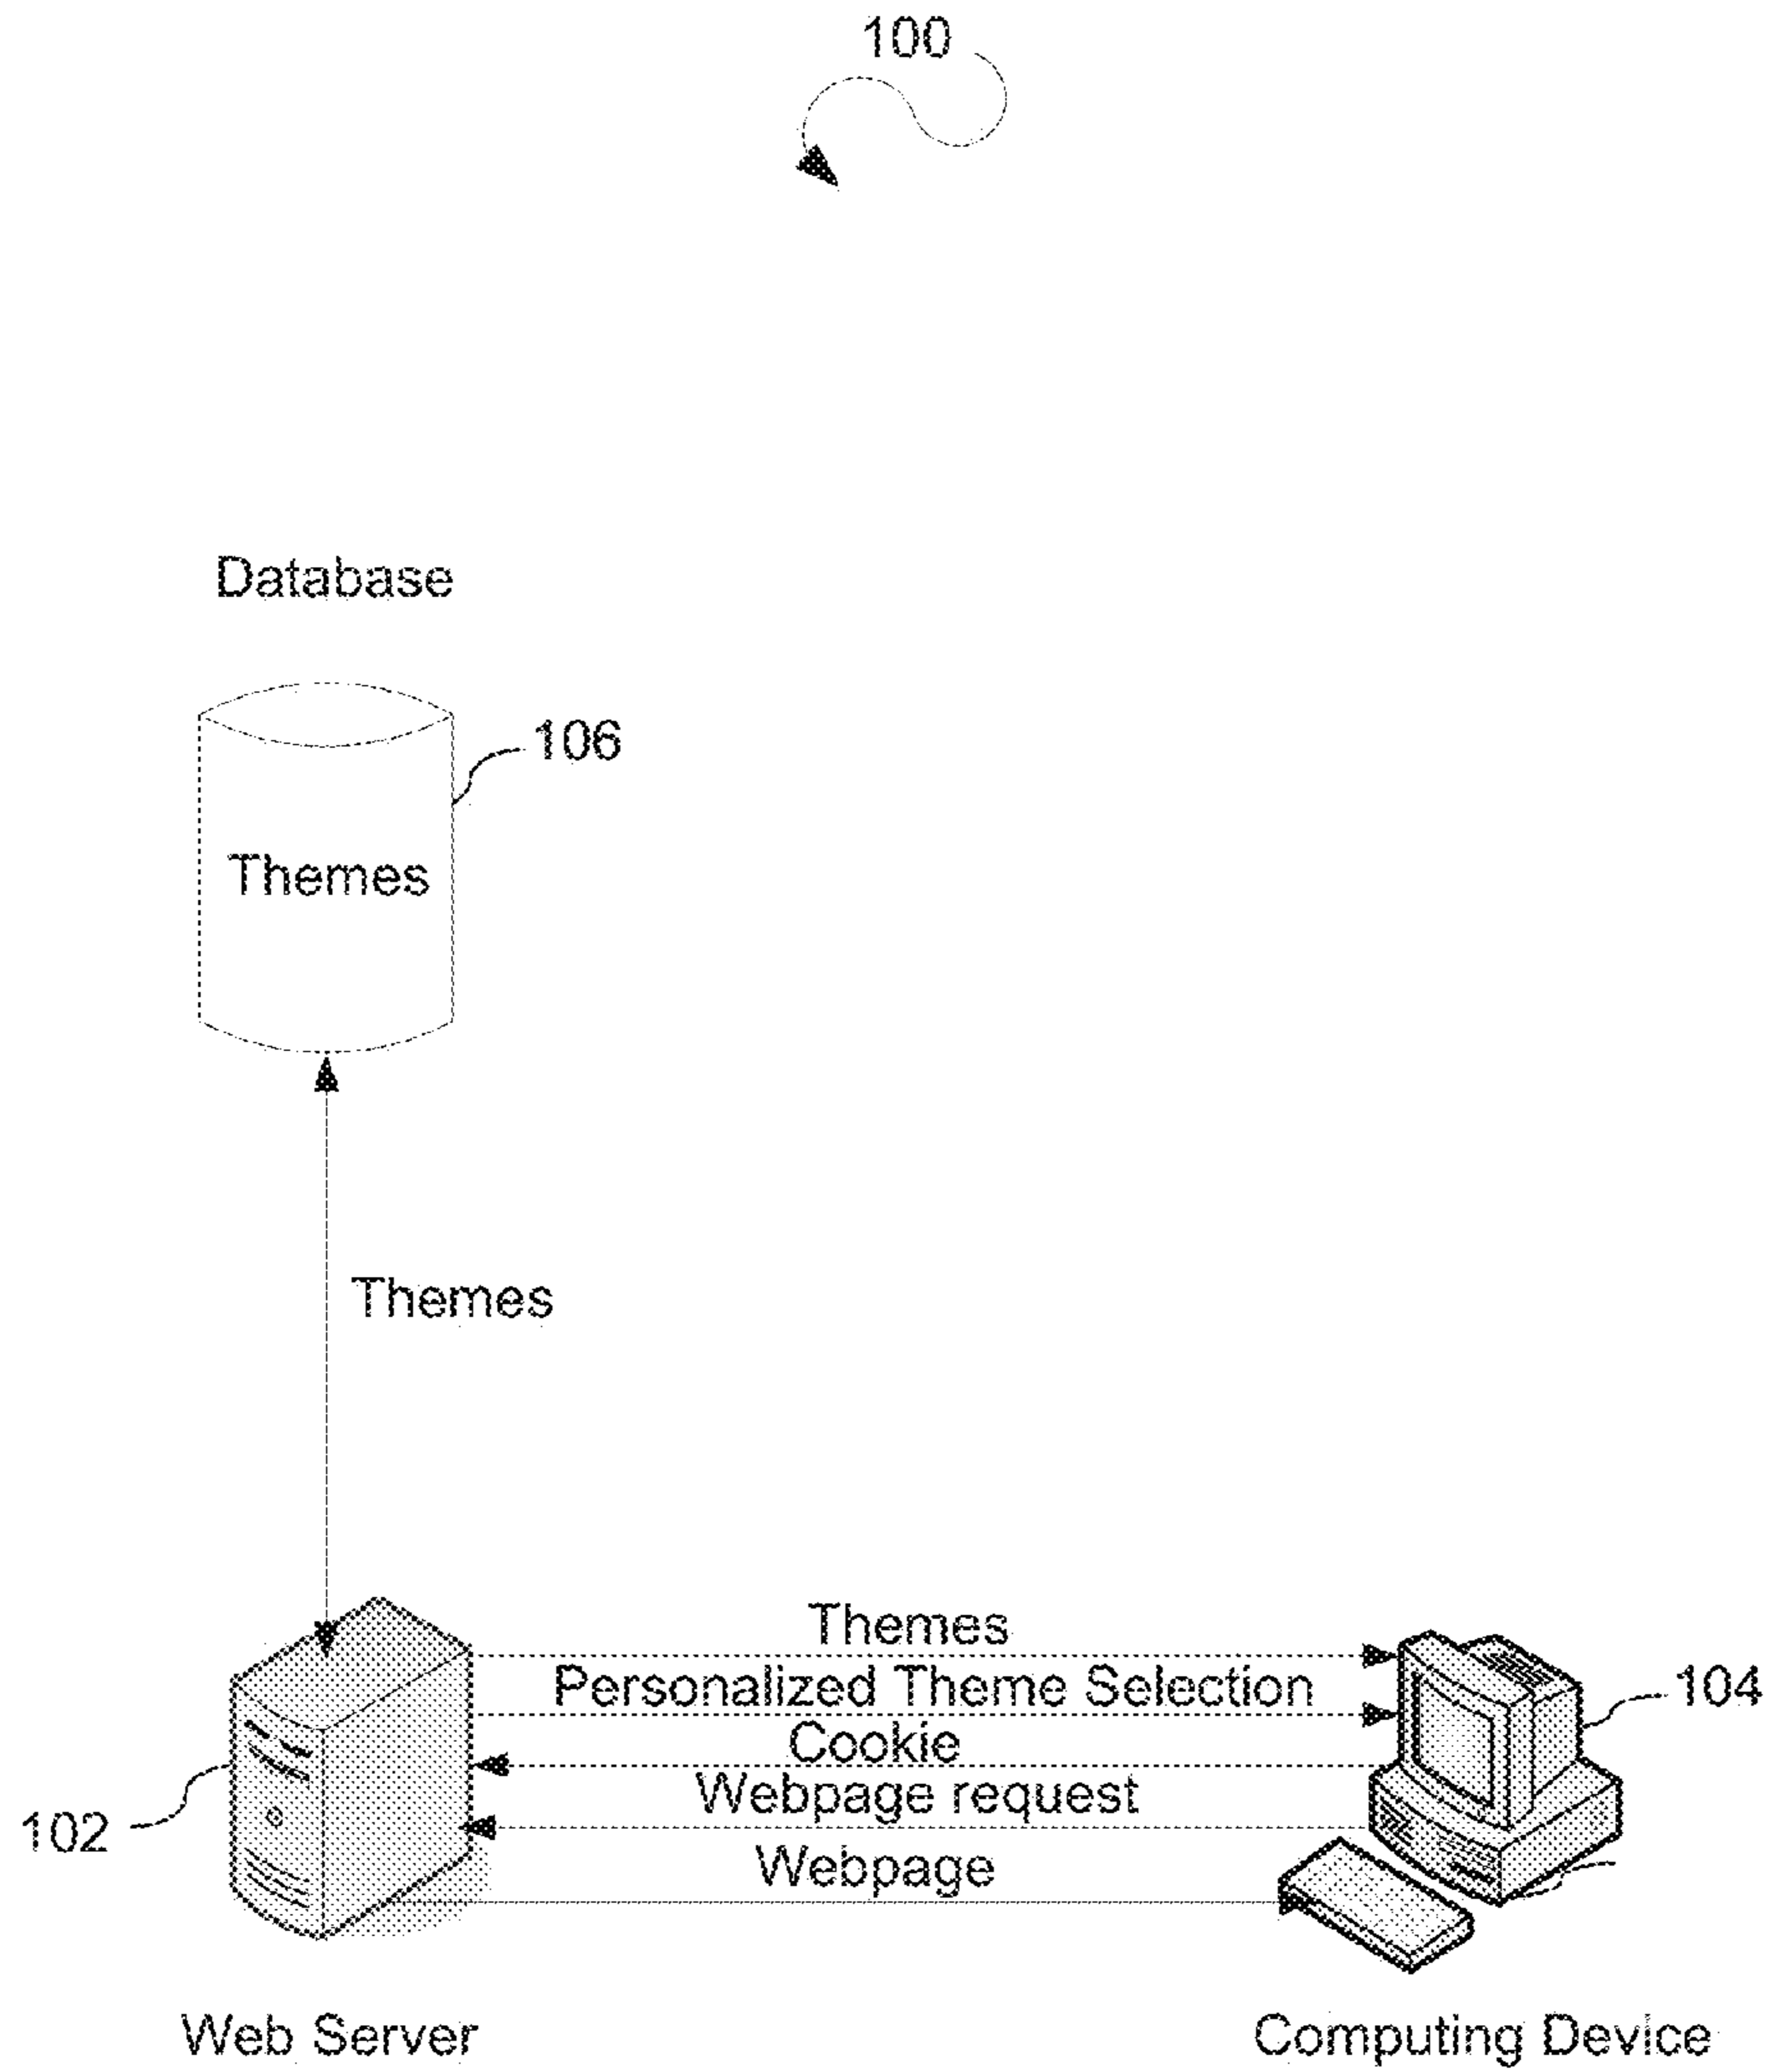 100
Database
106
Themes
Themes
Themes
Personalized Theme Selection
104
Cookie
Webpage request
102
Webpage
Web Server
Computing Device